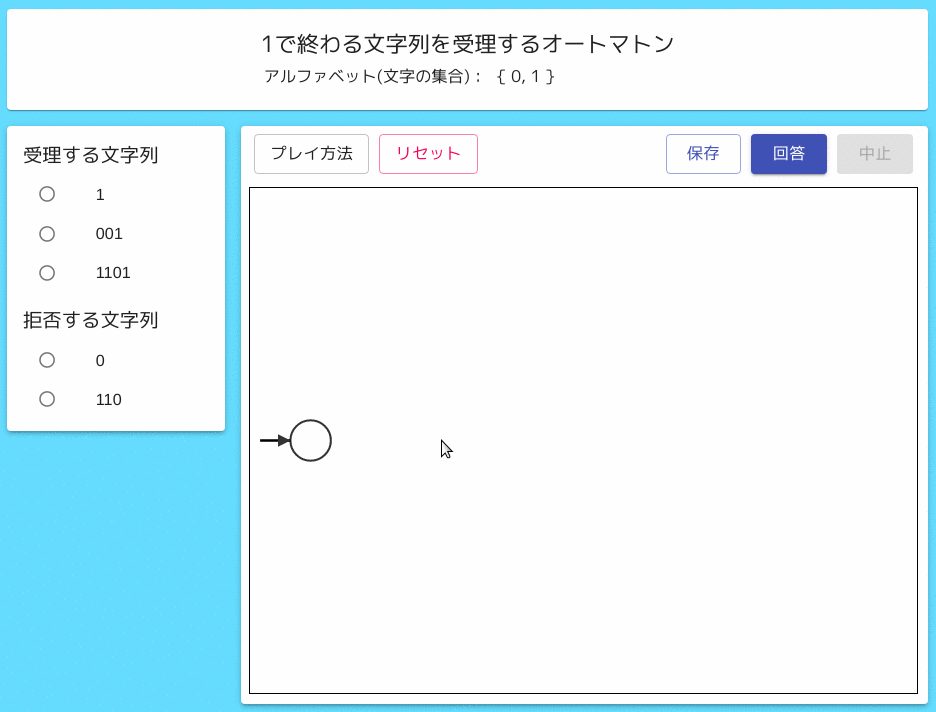 1で終わる文字列を受理するオートマトン
アルファベット(文字の集合)： { 0, 1 }
受理する文字列
1
001
1101
拒否する文字列
0
110
プレイ方法
リセット
保存
回答
中止